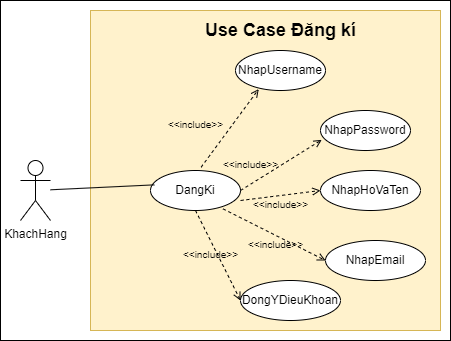 Use Case Đăng kí
NhapUsername
<<include>>
NhapPassword
<<include>>
DangKi
NhapHoVaTen
<<include>>
KhachHang
<<include>>
<<include>>
NhapEmail
DongYDieuKhoan